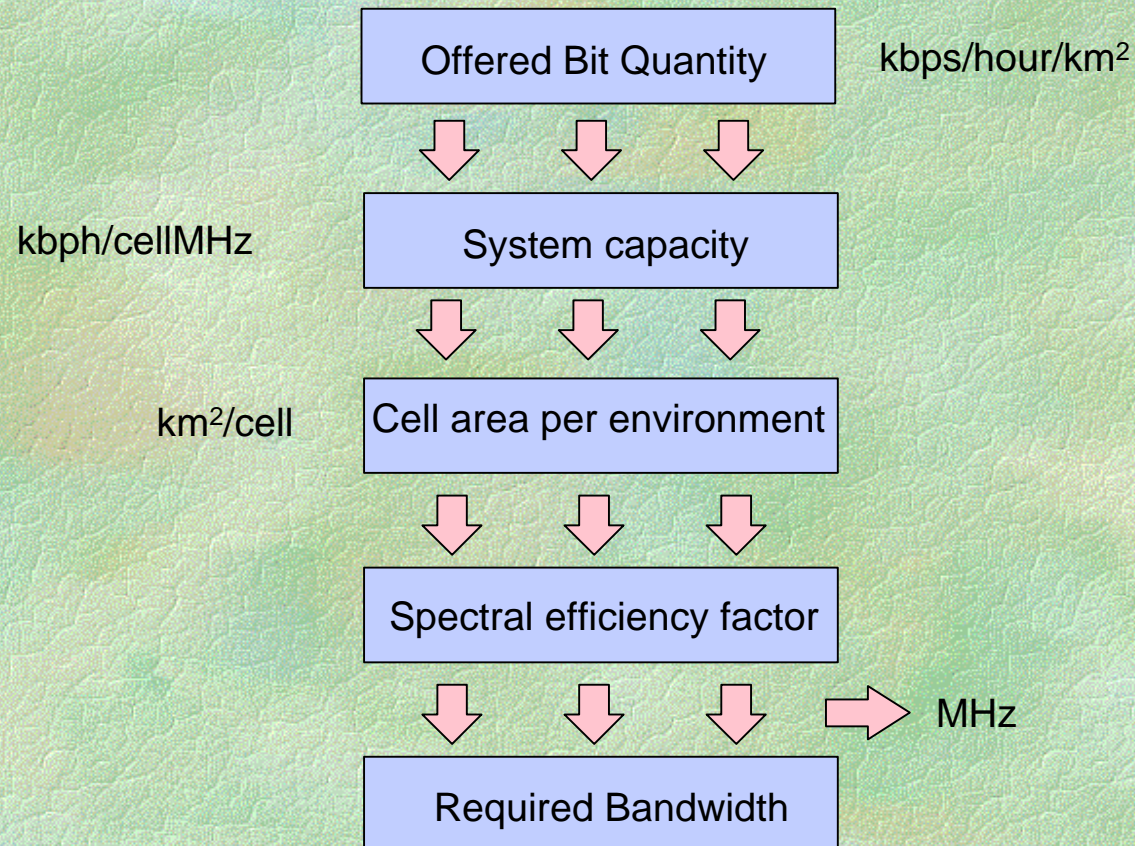 Offered Bit Quantity
kbps/hour/km²
kbph/cellMHz
System capacity
km²/cell
Cell area per environment
Spectral efficiency factor
MHz
Required Bandwidth